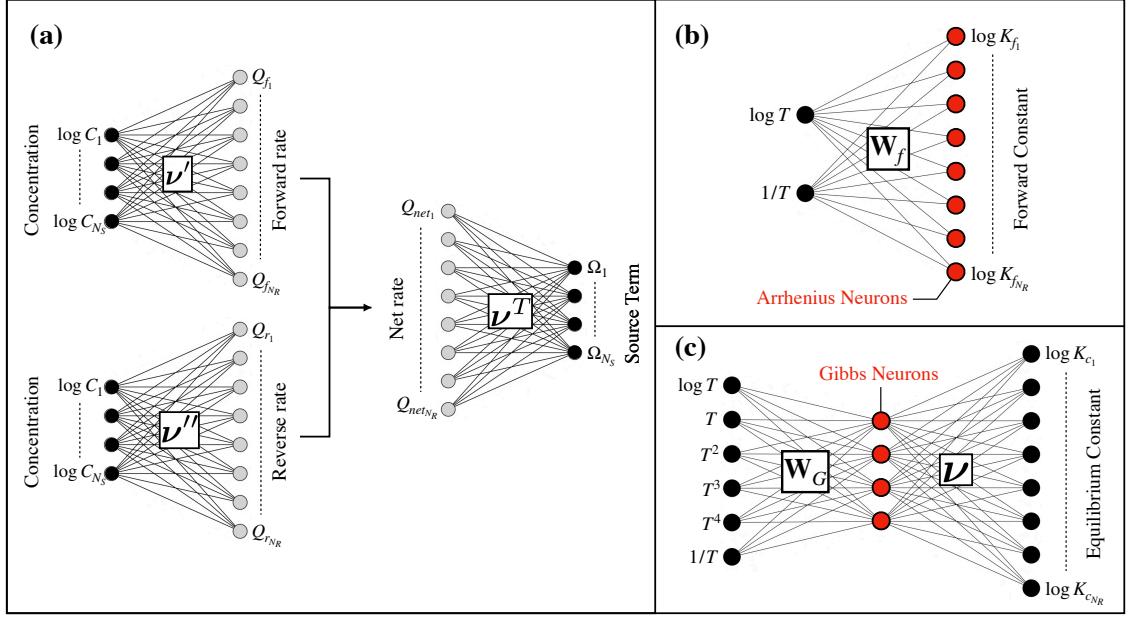 (a)
Q_{f_1}
Concentration
log C_1
ν′
Forward rate
log C_{N_S}
Q_{f_{N_R}}
Q_{r_1}
Concentration
log C_1
ν″
Reverse rate
log C_{N_S}
Q_{r_{N_R}}
Q_{net_1}
Net rate
ν^T
Ω_1
Source Term
Ω_{N_S}
Q_{net_{N_R}}
(b)
log K_{f_1}
log T
W_f
1/T
Forward Constant
log K_{f_{N_R}}
Arrhenius Neurons
(c)
log K_{c_1}
Gibbs Neurons
log T
T
T^2
T^3
T^4
1/T
W_G
ν
Equilibrium Constant
log K_{c_{N_R}}